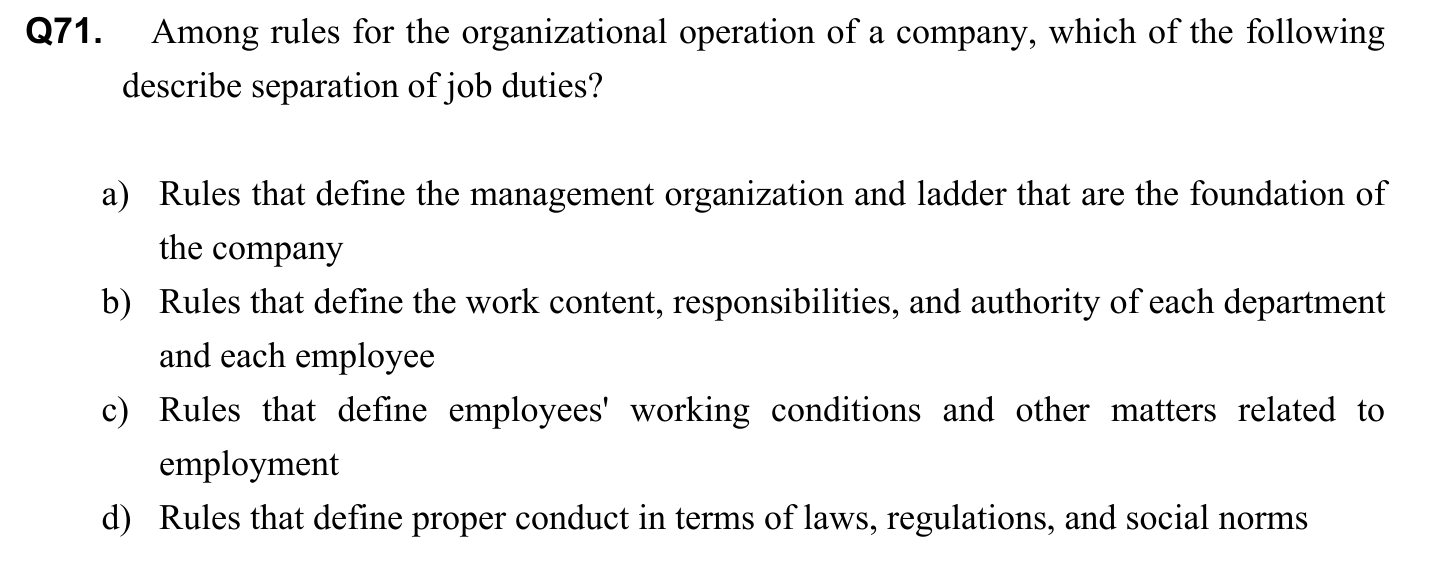 Q71. Among rules for the organizational operation of a company, which of the following
describe separation of job duties?
a) Rules that define the management organization and ladder that are the foundation of
the company
b) Rules that define the work content, responsibilities, and authority of each department
and each employee
c) Rules that define employees' working conditions and other matters related to
employment
d) Rules that define proper conduct in terms of laws, regulations, and social norms